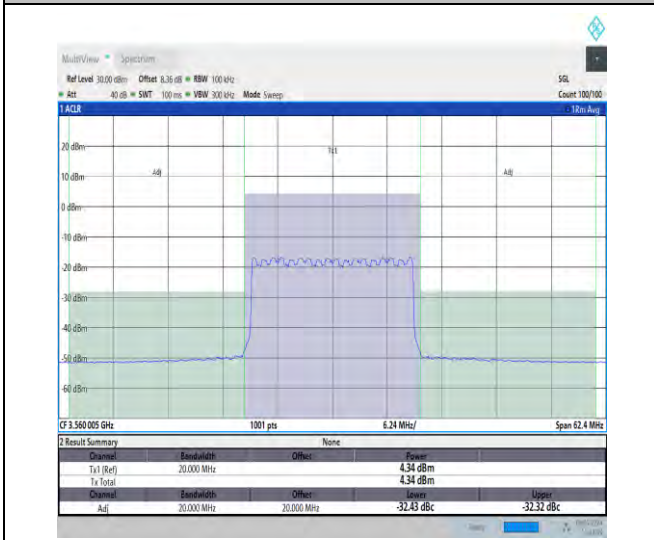 MultiView Spectrum
Ref Level 30.00 dBm Offset 8.36 dB RBW 100 kHz SGL
Att 40 dB SWT 100 ms VBW 300 kHz Mode Sweep Count 100/100
1 ACLR 1Rm Avg
20 dBm
Tx1
Adj Adj
10 dBm
0 dBm
-10 dBm
-20 dBm
-30 dBm
-40 dBm
-50 dBm
-60 dBm
CF 3.560 005 GHz 1001 pts 6.24 MHz/ Span 62.4 MHz
2 Result Summary None
Channel Bandwidth Offset Power
Tx1 (Ref) 20.000 MHz 4.34 dBm
Tx Total 4.34 dBm
Channel Bandwidth Offset Lower Upper
Adj 20.000 MHz 20.000 MHz -32.43 dBc -32.32 dBc